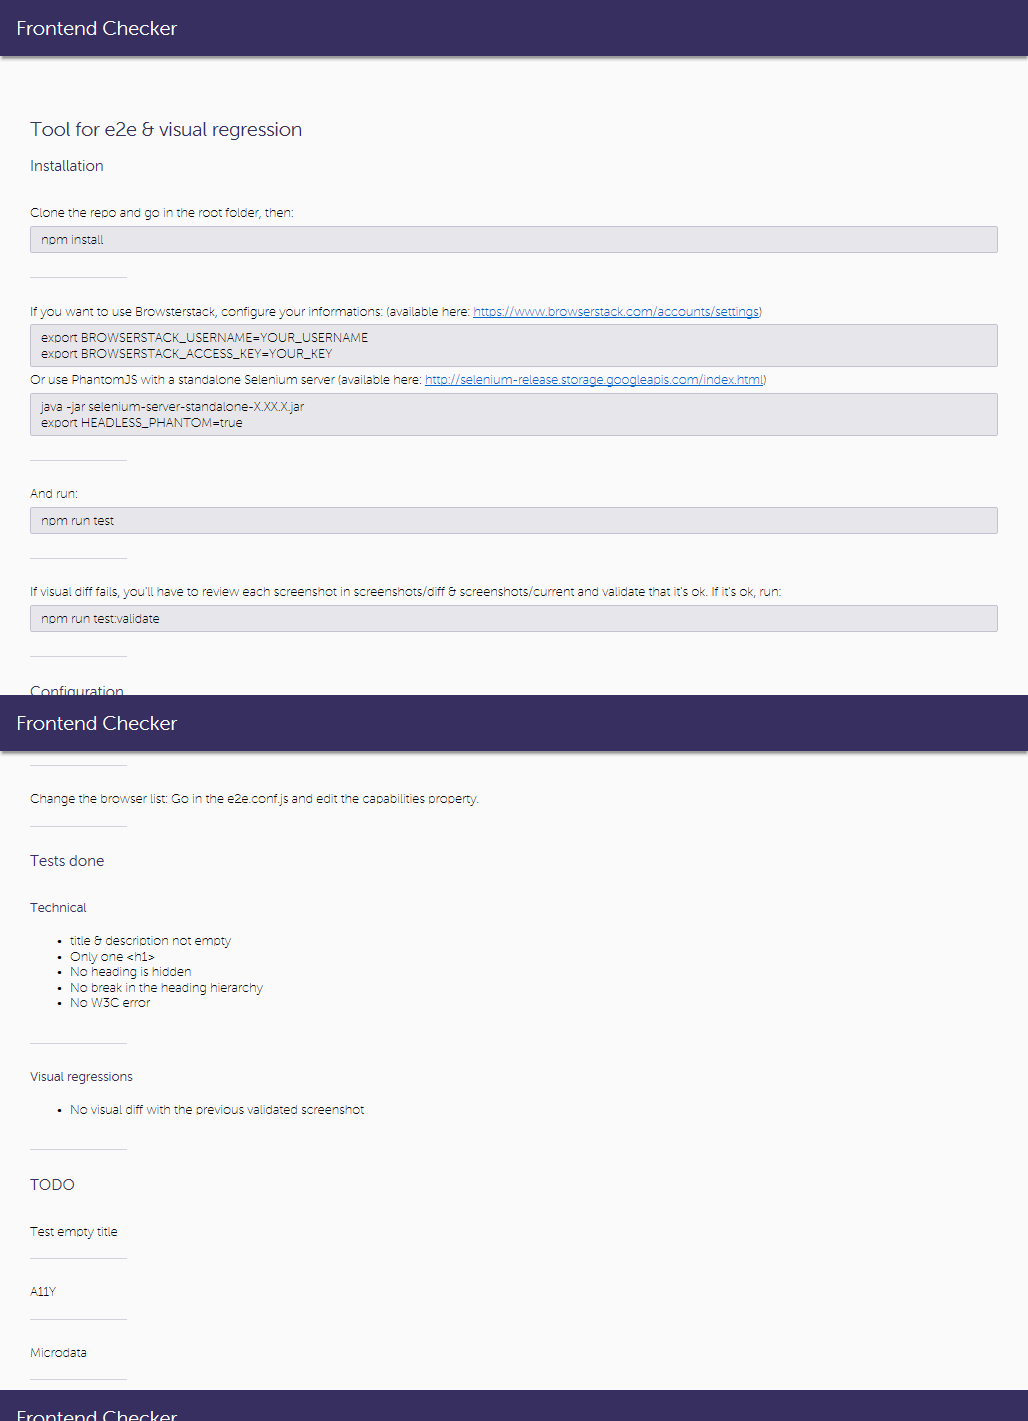 Frontend Checker
Tool for e2e & visual regression
Installation
Clone the repo and go in the root folder, then:
npm install
If you want to use Browsterstack, configure your informations: (available here: https://www.browserstack.com/accounts/settings)
export BROWSERSTACK_USERNAME=YOUR_USERNAME
export BROWSERSTACK_ACCESS_KEY=YOUR_KEY
Or use PhantomJS with a standalone Selenium server (available here: http://selenium-release.storage.googleapis.com/index.html)
java -jar selenium-server-standalone-X.XX.X.jar
export HEADLESS_PHANTOM=true
And run:
npm run test
If visual diff fails, you'll have to review each screenshot in screenshots/diff & screenshots/current and validate that it's ok. If it's ok, run:
npm run test:validate
Configuration
Frontend Checker
Change the browser list: Go in the e2e.conf.js and edit the capabilities property.
Tests done
Technical
• title & description not empty
• Only one <h1>
• No heading is hidden
• No break in the heading hierarchy
• No W3C error
Visual regressions
• No visual diff with the previous validated screenshot
TODO
Test empty title
A11Y
Microdata
Frontend Checker